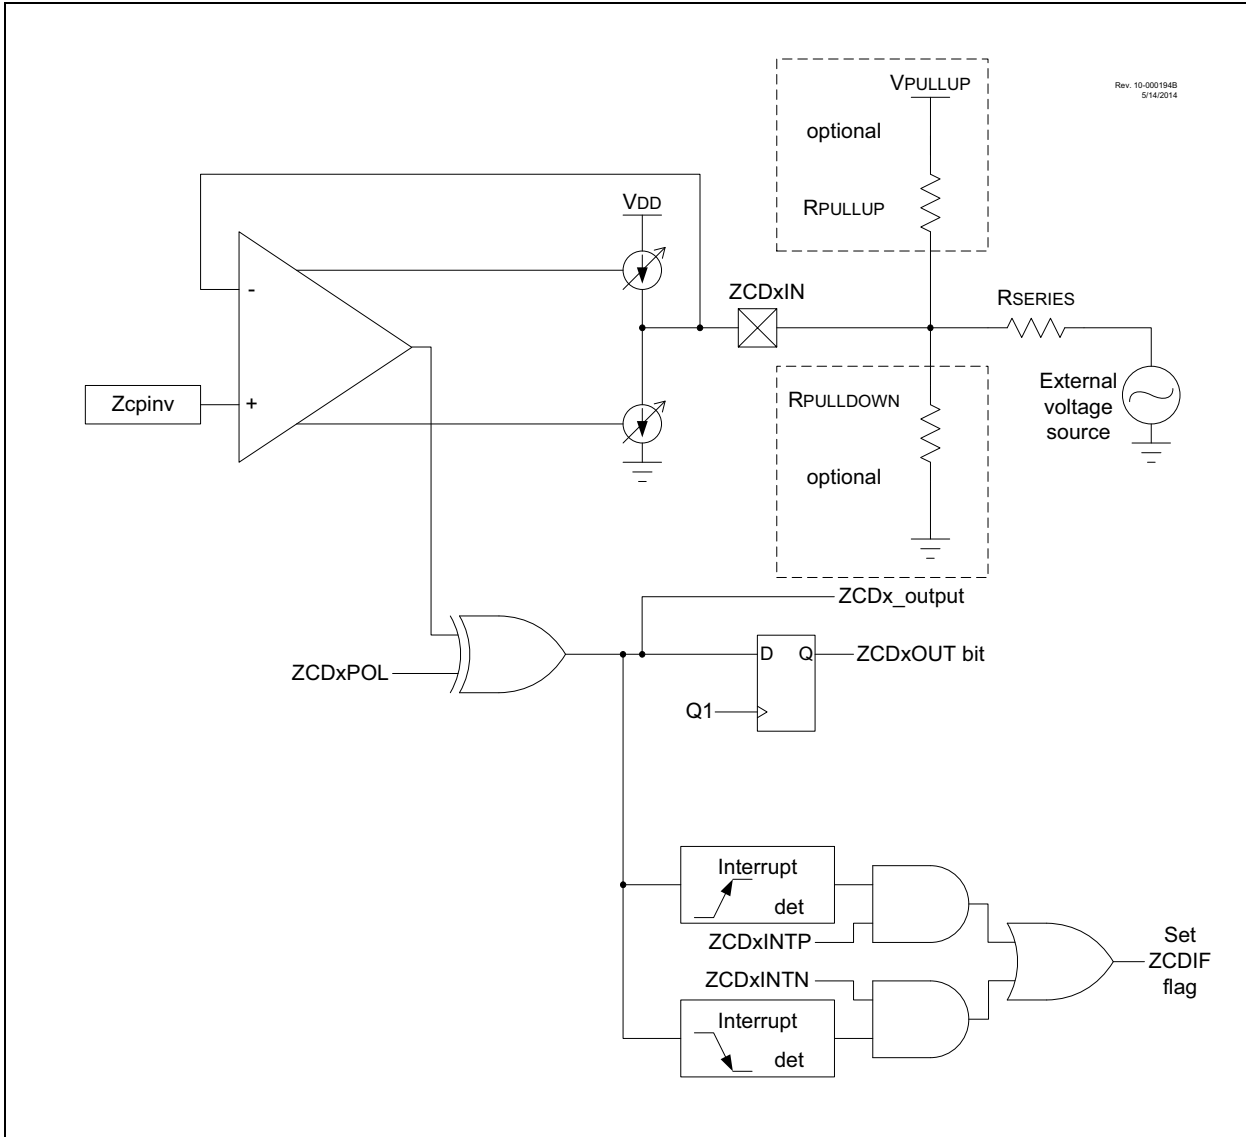 VPULLUP
Rev. 10-000194B
5/14/2014
optional
RPULLUP
VDD
ZCDxIN
RSERIES
-
Zcpinv
+
RPULLDOWN
External
voltage
source
optional
ZCDx_output
ZCDxPOL
D Q
ZCDxOUT bit
Q1
Interrupt
det
ZCDxINTP
Set
ZCDIF
flag
ZCDxINTN
Interrupt
det